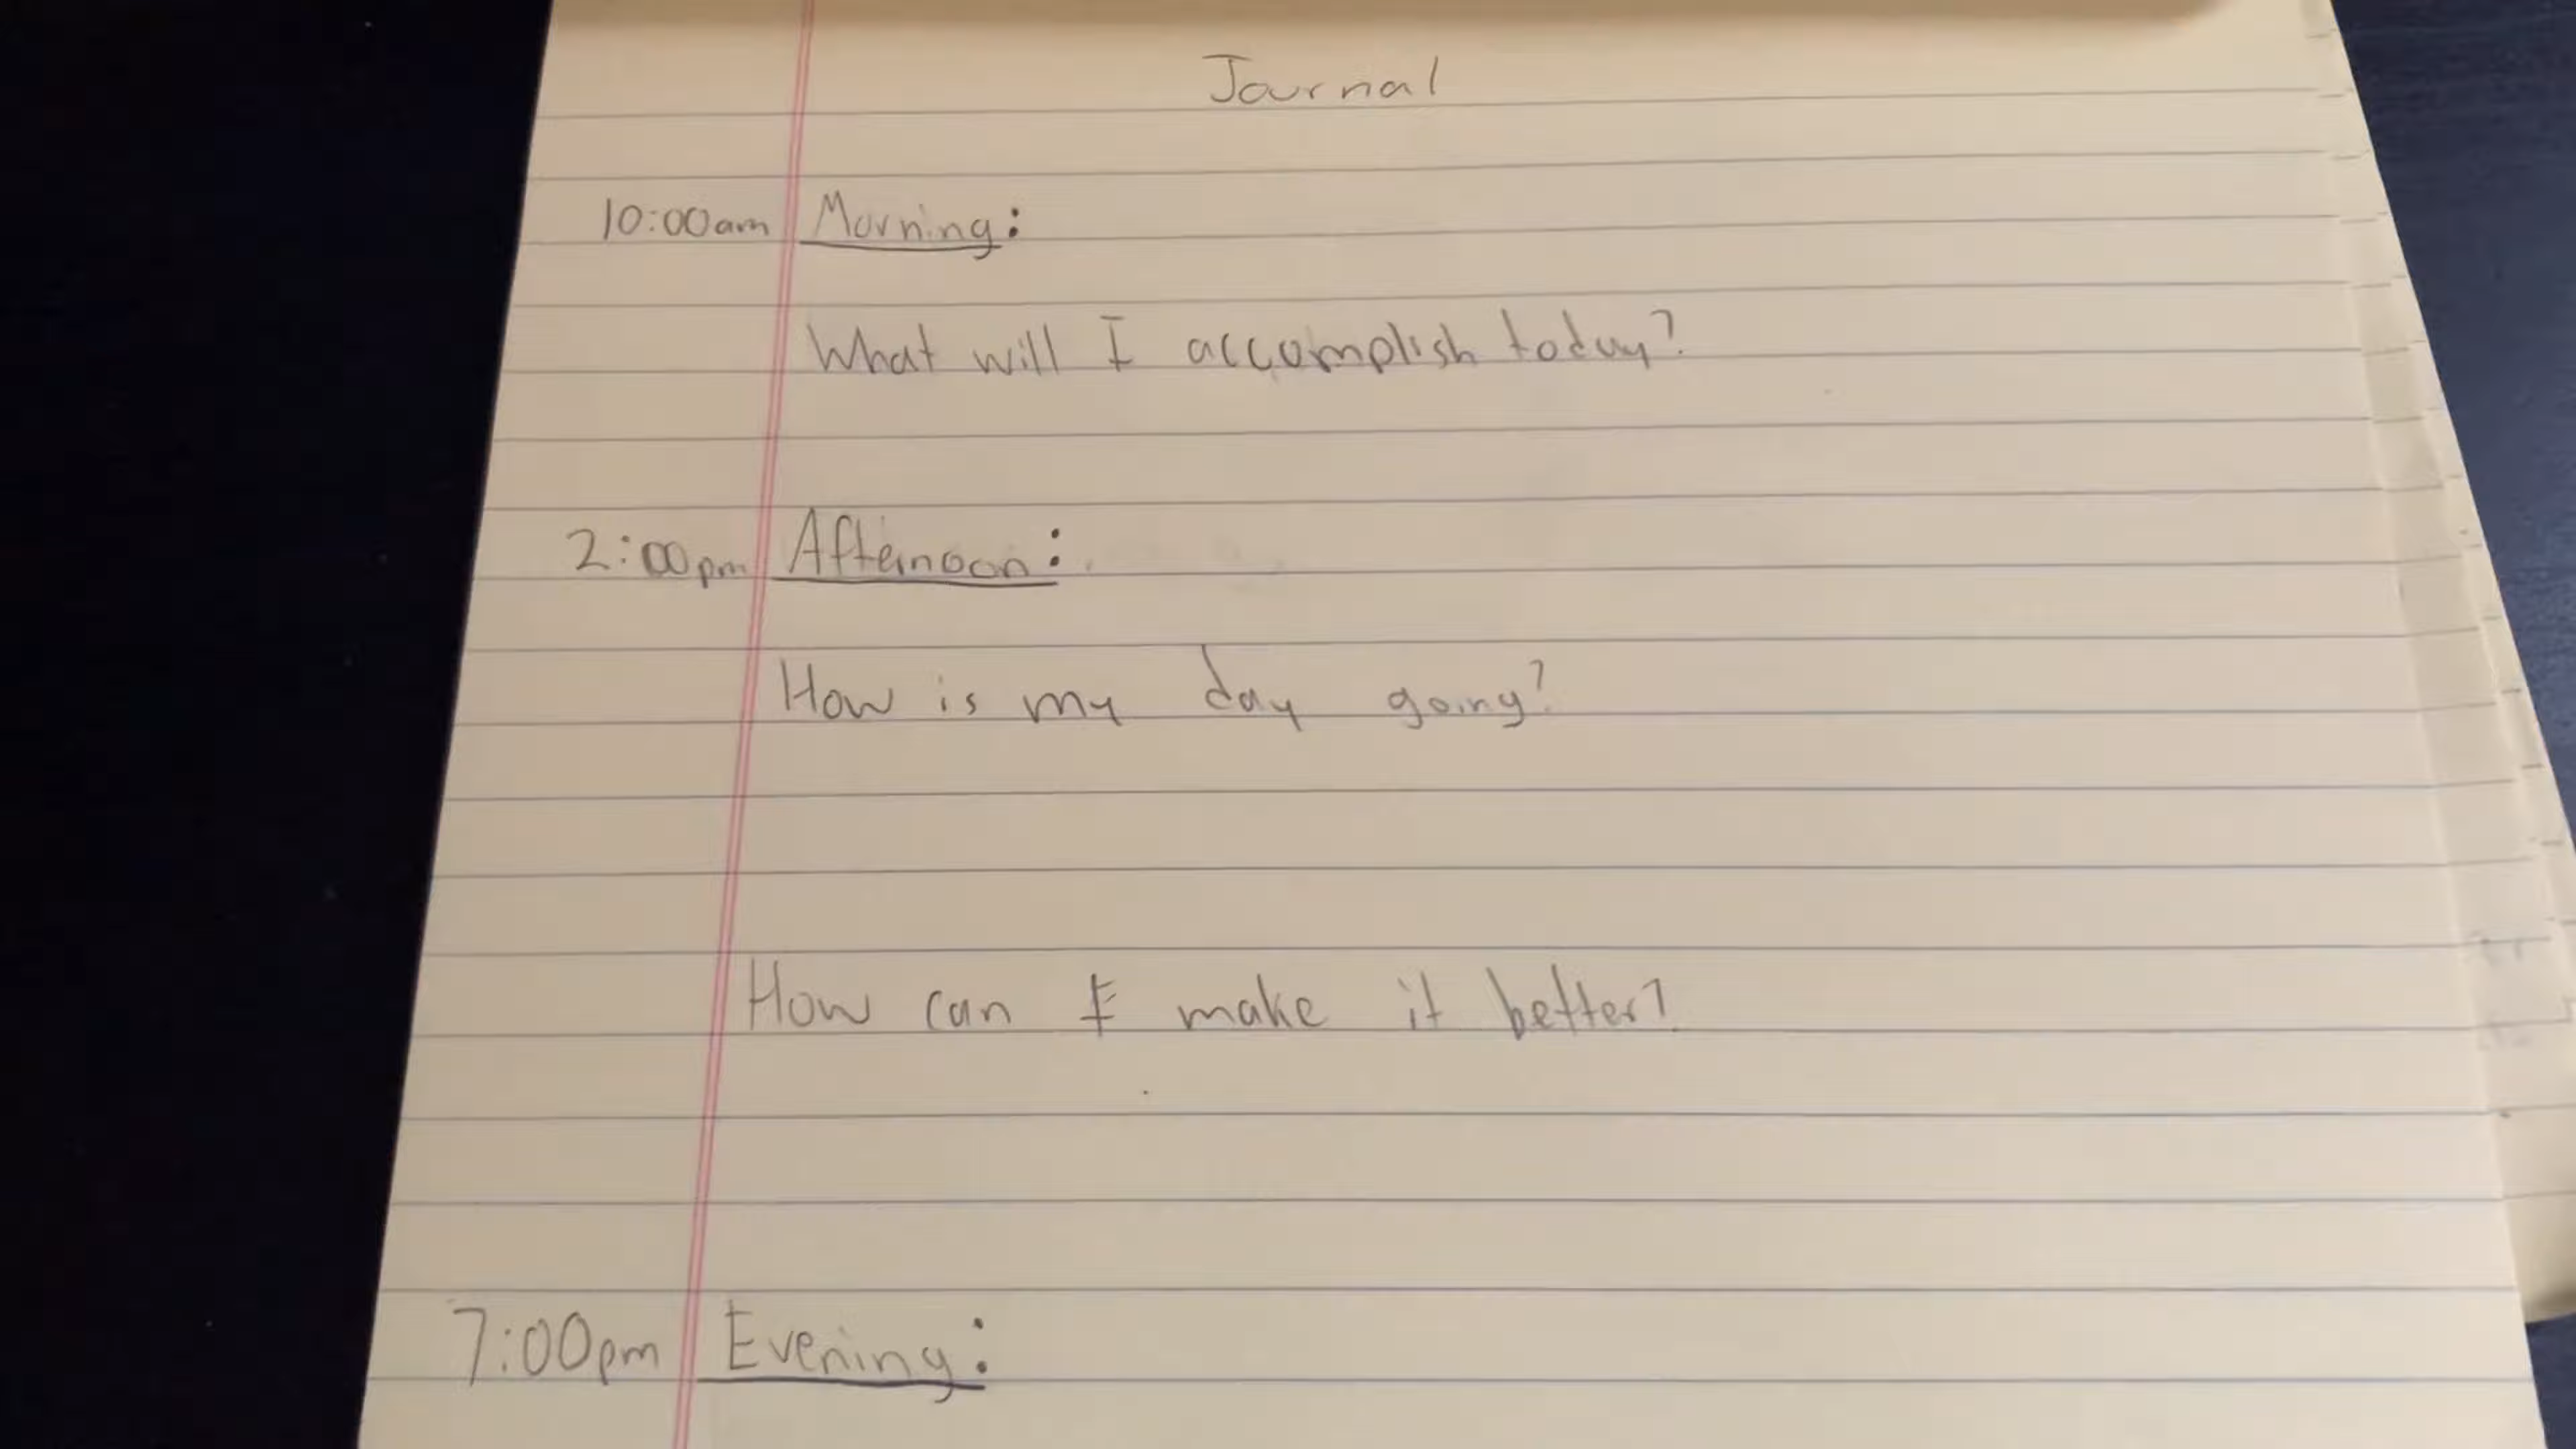 Journal
10:00am Morning:
What will I accomplish today?
2:00pm Afternoon:
How is my day going?
How can I make it better?
7:00pm Evening: